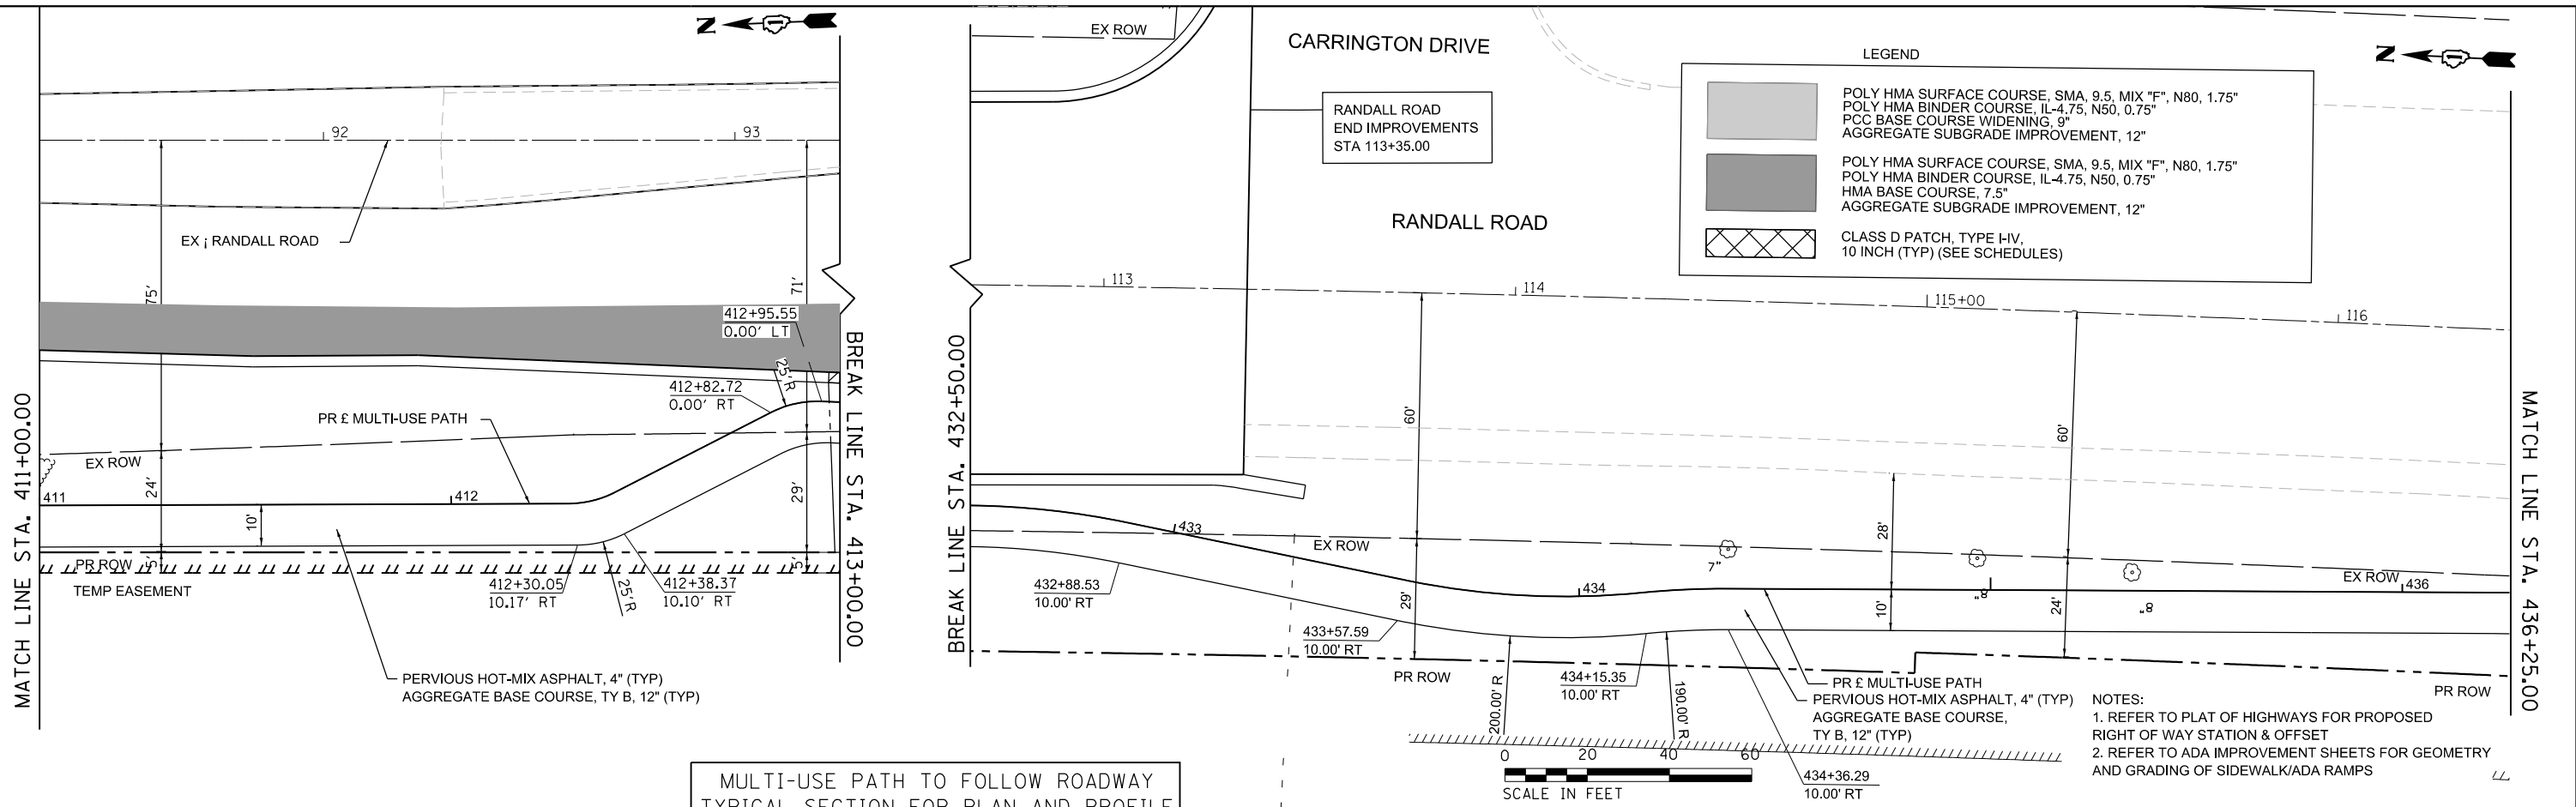 N
EX ROW
CARRINGTON DRIVE
LEGEND
N
POLY HMA SURFACE COURSE, SMA, 9.5, MIX "F", N80, 1.75"
POLY HMA BINDER COURSE, IL-4.75, N50, 0.75"
PCC BASE COURSE WIDENING, 9"
AGGREGATE SUBGRADE IMPROVEMENT, 12"
POLY HMA SURFACE COURSE, SMA, 9.5, MIX "F", N80, 1.75"
POLY HMA BINDER COURSE, IL-4.75, N50, 0.75"
HMA BASE COURSE, 7.5"
AGGREGATE SUBGRADE IMPROVEMENT, 12"
CLASS D PATCH, TYPE I-IV,
10 INCH (TYP) (SEE SCHEDULES)
RANDALL ROAD
END IMPROVEMENTS
STA 113+35.00
RANDALL ROAD
92
93
EX ¡ RANDALL ROAD
75'
71'
412+95.55
0.00' LT
25'R
412+82.72
0.00' RT
PR £ MULTI-USE PATH
EX ROW
24'
29'
411
412
10'
5'
5'
PR ROW
TEMP EASEMENT
412+30.05
10.17' RT
25'R
412+38.37
10.10' RT
PERVIOUS HOT-MIX ASPHALT, 4" (TYP)
AGGREGATE BASE COURSE, TY B, 12" (TYP)
MATCH LINE STA. 411+00.00
BREAK LINE STA. 413+00.00
BREAK LINE STA. 432+50.00
113
114
115+00
116
60'
60'
433
EX ROW
7"
28'
8"
8"
EX ROW
436
432+88.53
10.00' RT
29'
434
10'
24'
433+57.59
10.00' RT
PR ROW
200.00' R
434+15.35
10.00' RT
190.00' R
PR £ MULTI-USE PATH
PERVIOUS HOT-MIX ASPHALT, 4" (TYP)
AGGREGATE BASE COURSE,
TY B, 12" (TYP)
PR ROW
434+36.29
10.00' RT
NOTES:
1. REFER TO PLAT OF HIGHWAYS FOR PROPOSED
RIGHT OF WAY STATION & OFFSET
2. REFER TO ADA IMPROVEMENT SHEETS FOR GEOMETRY
AND GRADING OF SIDEWALK/ADA RAMPS
MATCH LINE STA. 436+25.00
0 20 40 60
SCALE IN FEET
MULTI-USE PATH TO FOLLOW ROADWAY
TYPICAL SECTION FOR PLAN AND PROFILE